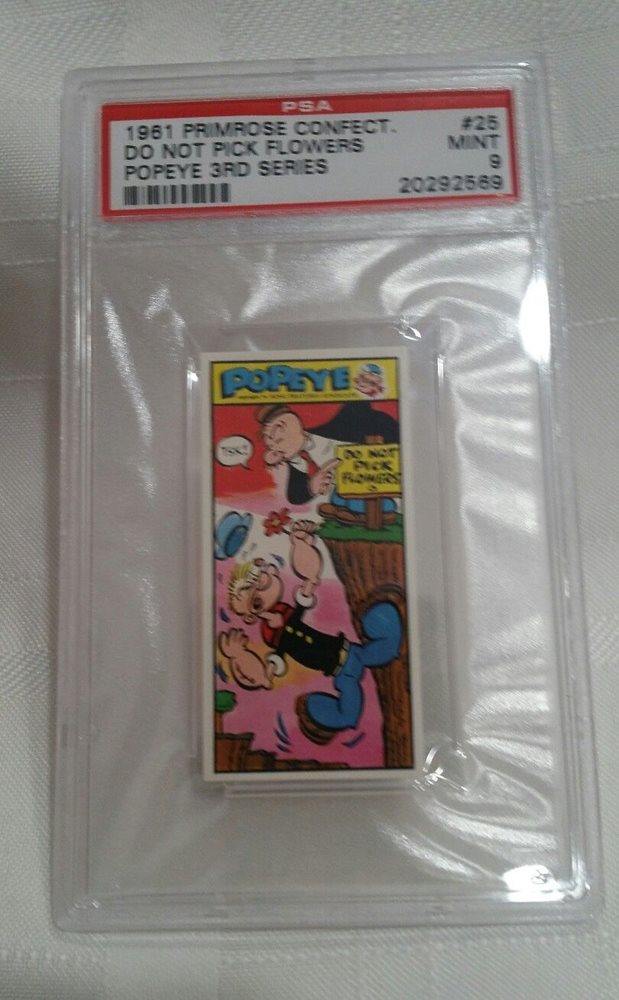 PSA
1961 PRIMROSE CONFECT. #25
DO NOT PICK FLOWERS MINT
POPEYE 3RD SERIES 9
20292569
POPEYE
TSK!
DO NOT
PICK
FLOWERS